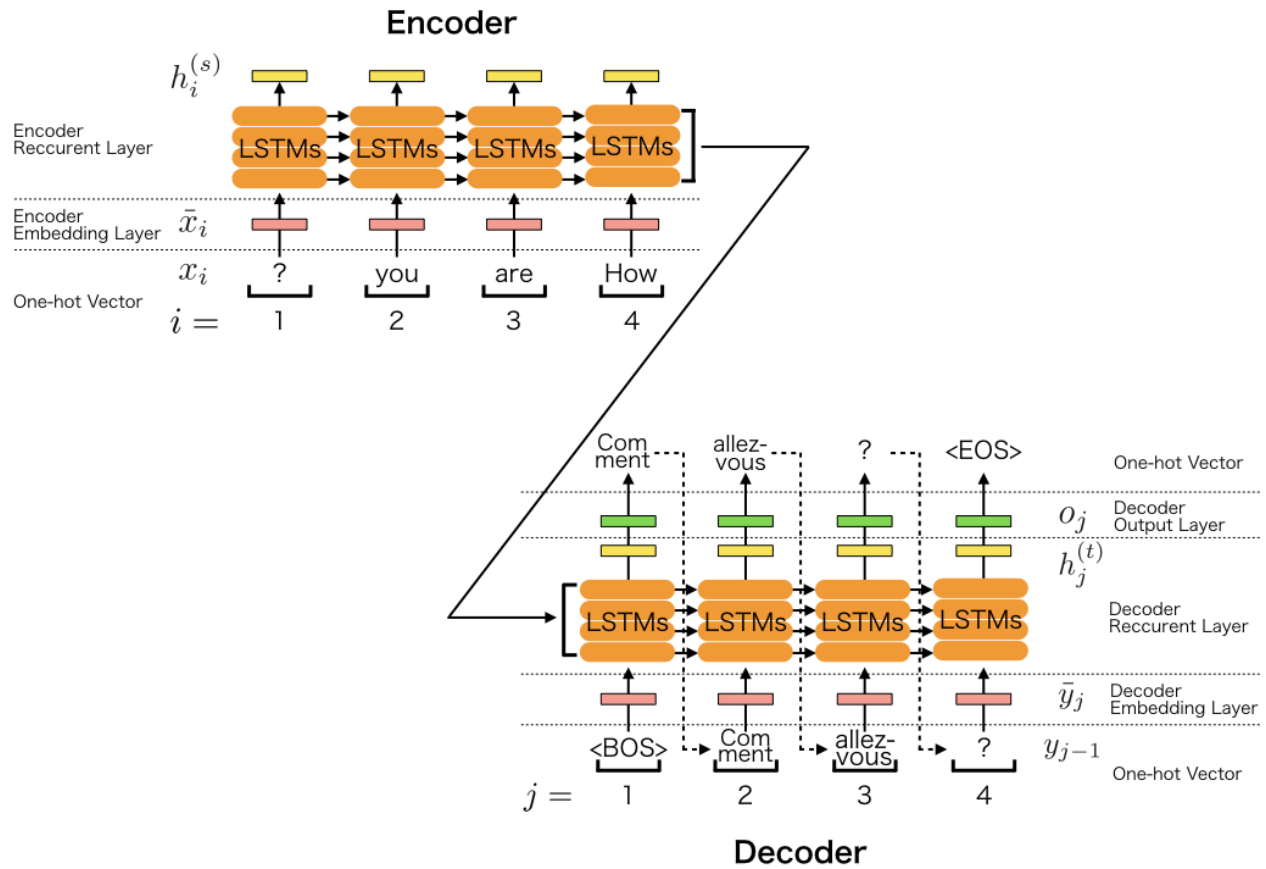 Encoder
h_i^{(s)}
Encoder
Reccurent Layer
LSTMs LSTMs LSTMs LSTMs
Encoder
Embedding Layer
x̄_i
x_i ? you are How
One-hot Vector
i = 1 2 3 4
Com
ment
allez-
vous
? <EOS> One-hot Vector
o_j
Decoder
Output Layer
h_j^{(t)}
LSTMs LSTMs LSTMs LSTMs
Decoder
Reccurent Layer
ȳ_j
Decoder
Embedding Layer
<BOS>
Com
ment
allez-
vous
? y_{j-1}
One-hot Vector
j = 1 2 3 4
Decoder